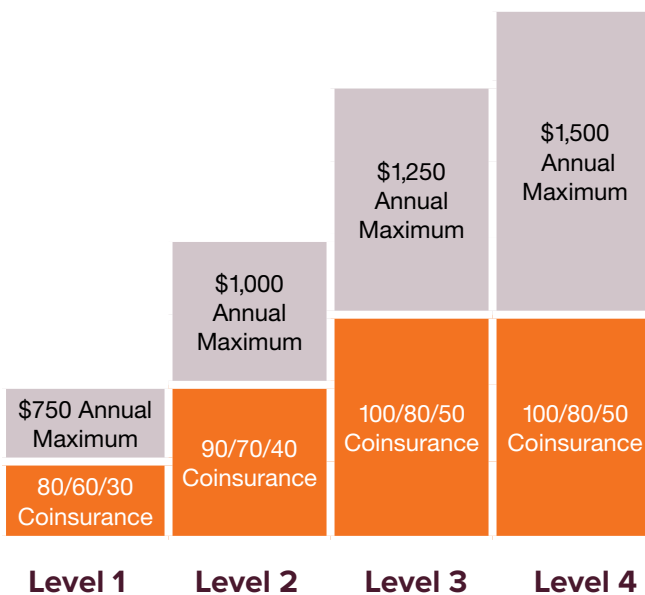 $1,500
Annual
Maximum
$1,250
Annual
Maximum
$1,000
Annual
Maximum
$750 Annual
Maximum
80/60/30
Coinsurance
90/70/40
Coinsurance
100/80/50
Coinsurance
100/80/50
Coinsurance
Level 1
Level 2
Level 3
Level 4